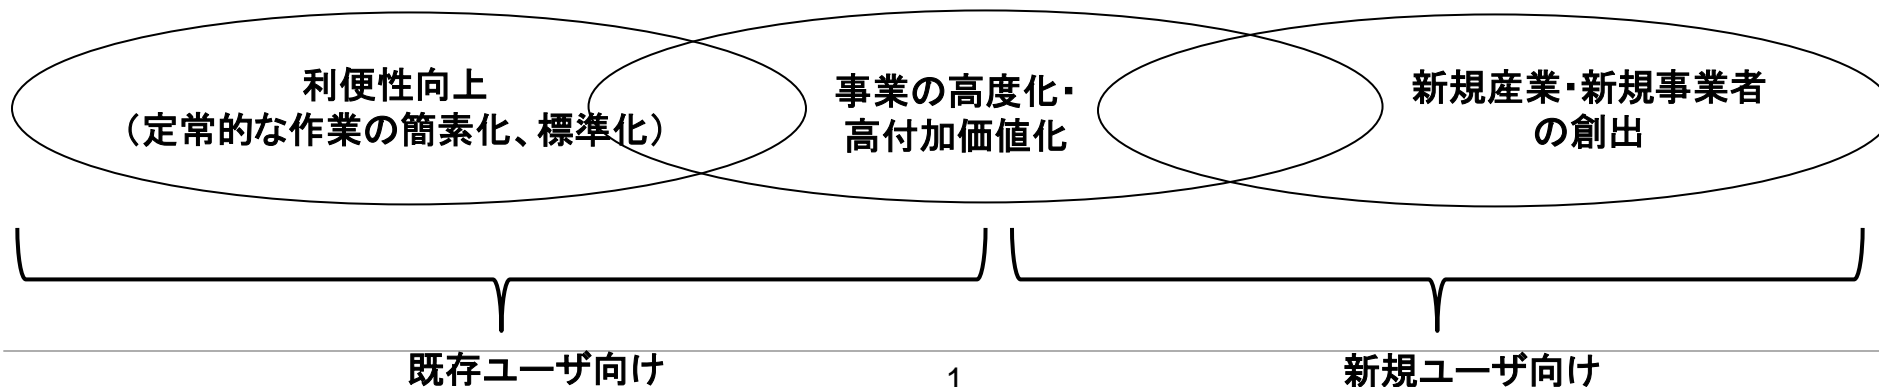 利便性向上
（定常的な作業の簡素化、標準化）
事業の高度化・
高付加価値化
新規産業・新規事業者
の創出
既存ユーザ向け
新規ユーザ向け
1